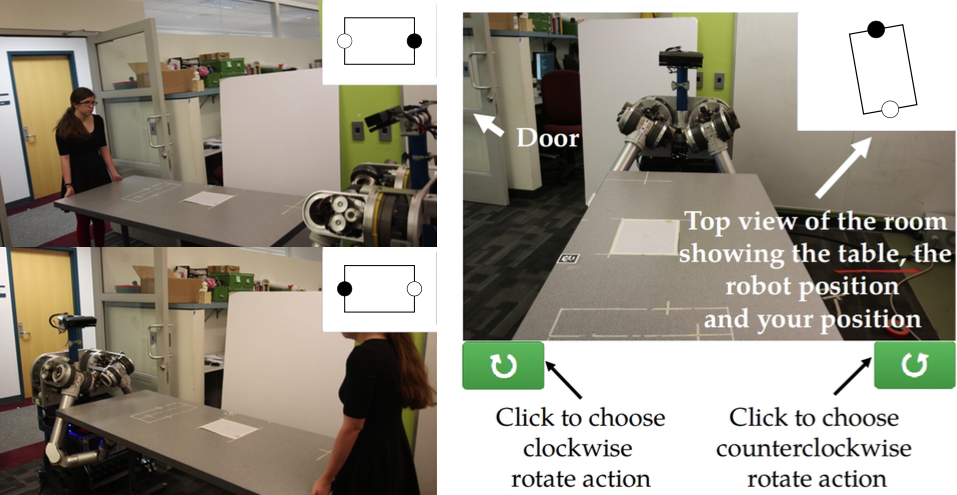 Door
Top view of the room
showing the table, the
robot position
and your position
Click to choose
clockwise
rotate action
Click to choose
counterclockwise
rotate action